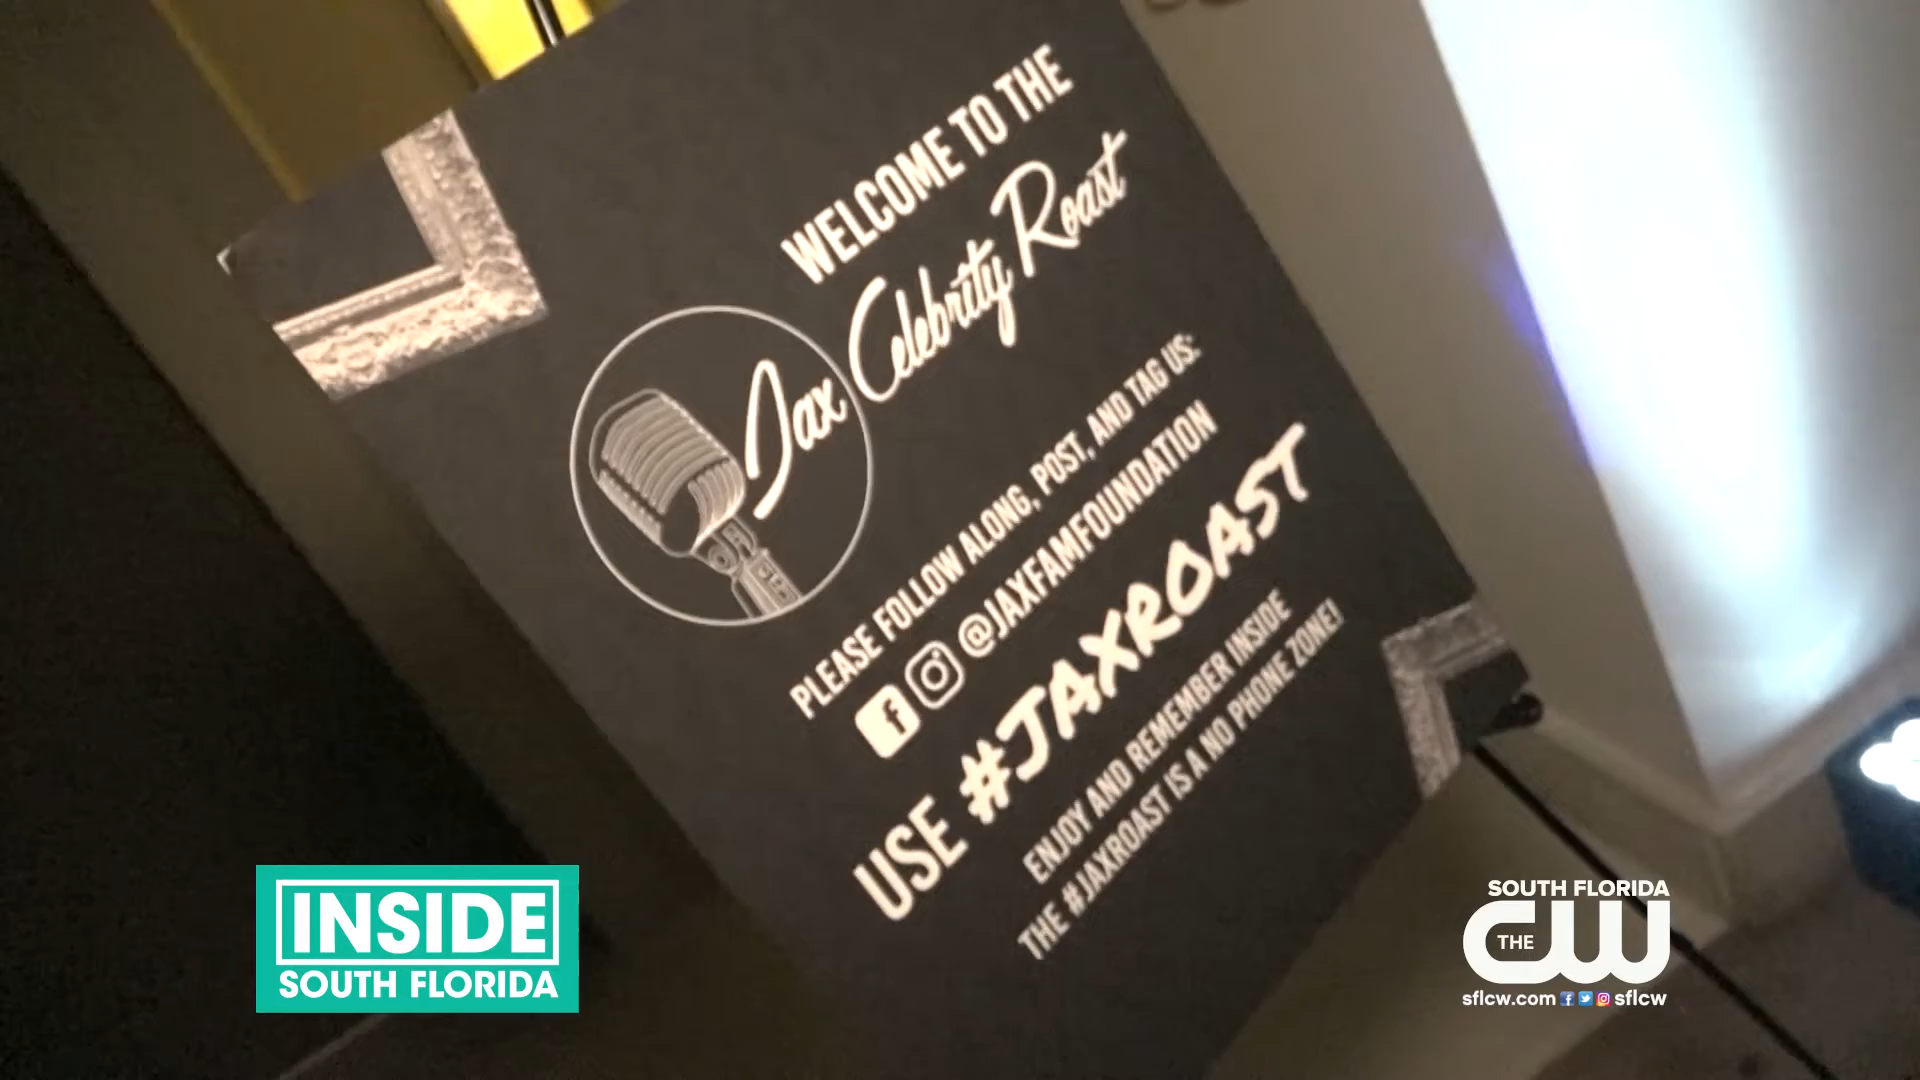 WELCOME TO THE
Jax Celebrity Roast
PLEASE FOLLOW ALONG, POST, AND TAG US:
@JAXFAMFOUNDATION
USE #JAXROAST
ENJOY AND REMEMBER INSIDE
THE #JAXROAST IS A NO PHONE ZONE!
INSIDE
SOUTH FLORIDA
SOUTH FLORIDA
THE CW
sflcw.com sflcw